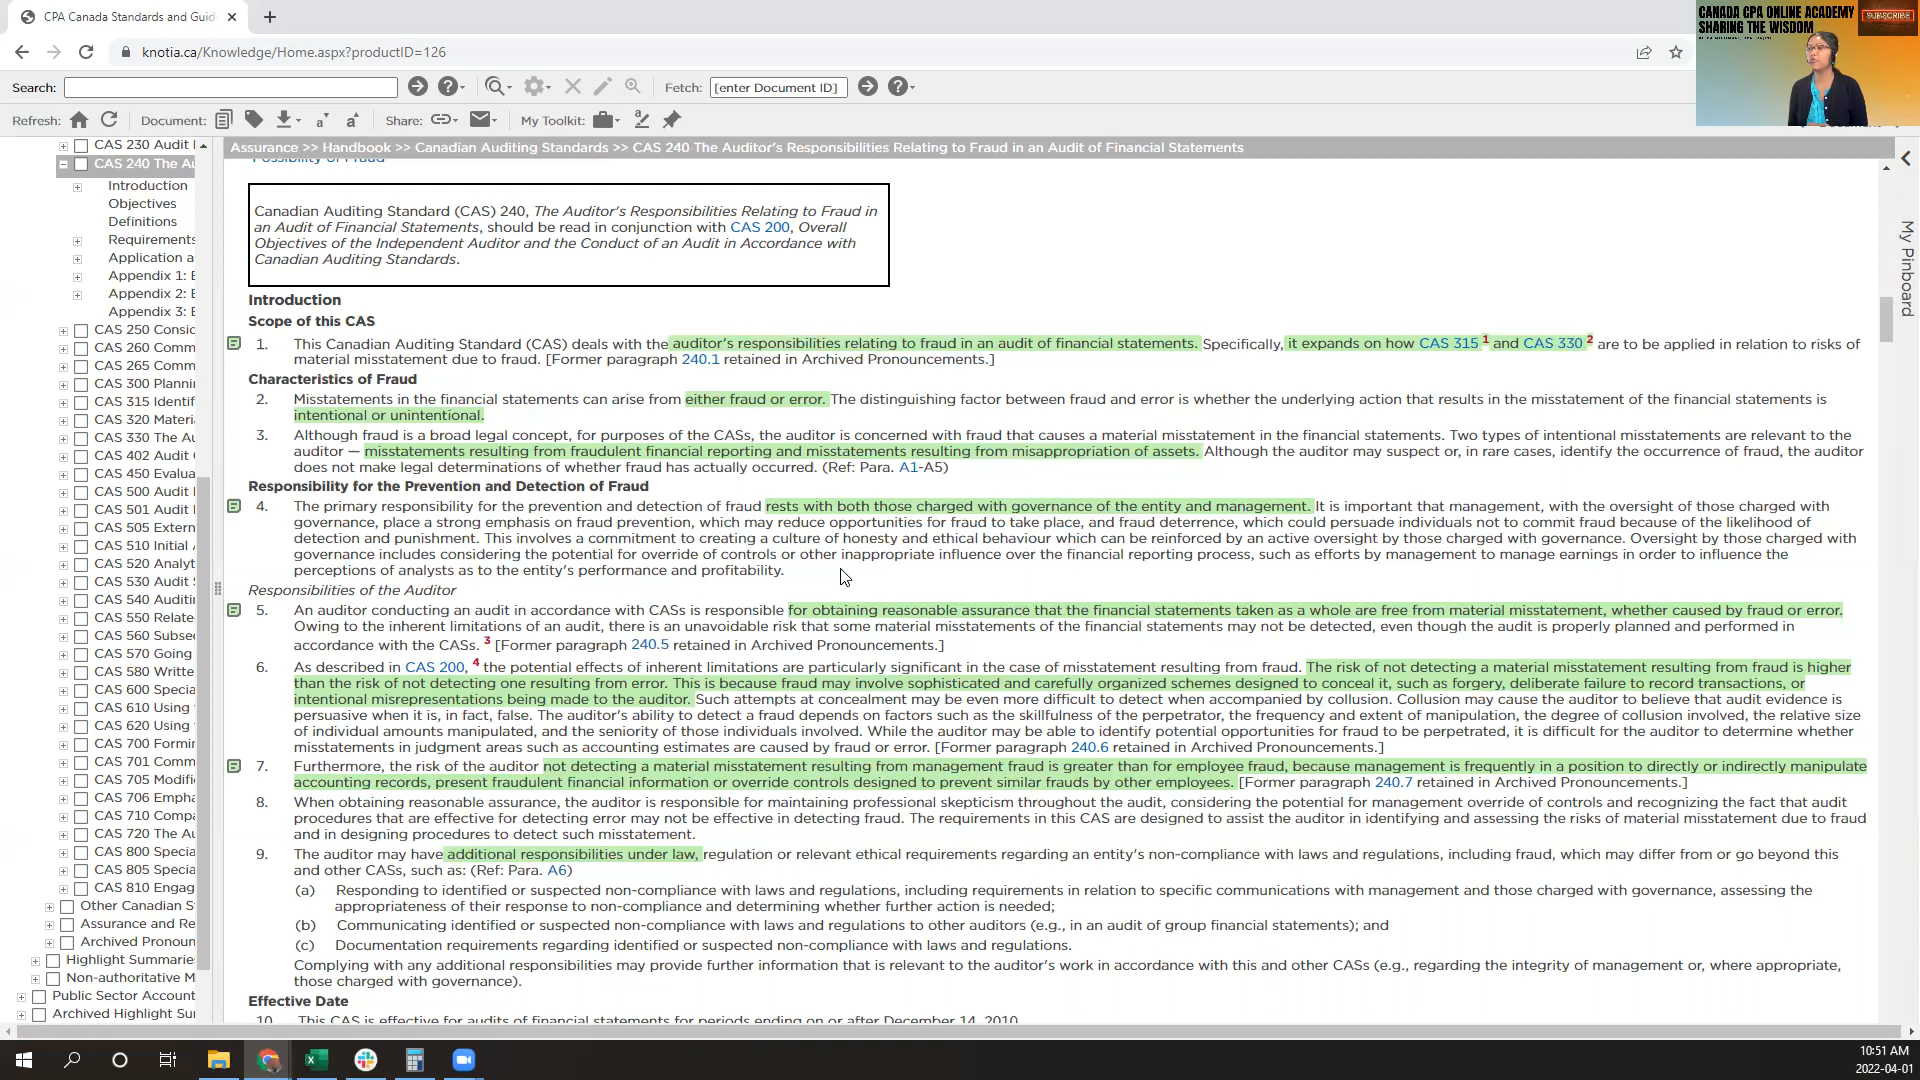 CPA Canada Standards and Guid
knotia.ca/Knowledge/Home.aspx?productID=126
CANADA CPA ONLINE ACADEMY
SHARING THE WISDOM
SUBSCRIBE
Search:
Fetch: [enter Document ID]
Refresh: Document: Share: My Toolkit:
CAS 230 Audit I
CAS 240 The Au
Introduction
Objectives
Definitions
Requirements
Application a
Appendix 1: E
Appendix 2: E
Appendix 3: E
CAS 250 Consid
CAS 260 Comm
CAS 265 Comm
CAS 300 Plannin
CAS 315 Identif
CAS 320 Materi
CAS 330 The Au
CAS 402 Audit
CAS 450 Evalua
CAS 500 Audit
CAS 501 Audit
CAS 505 Extern
CAS 510 Initial
CAS 520 Analyt
CAS 530 Audit
CAS 540 Auditi
CAS 550 Relate
CAS 560 Subse
CAS 570 Going
CAS 580 Writte
CAS 600 Specia
CAS 610 Using
CAS 620 Using
CAS 700 Formi
CAS 701 Comm
CAS 705 Modifi
CAS 706 Empha
CAS 710 Compa
CAS 720 The Au
CAS 800 Specia
CAS 805 Specia
CAS 810 Engag
Other Canadian S
Assurance and Re
Archived Pronoun
Highlight Summarie
Non-authoritative M
Public Sector Account
Archived Highlight Sur
Assurance >> Handbook >> Canadian Auditing Standards >> CAS 240 The Auditor's Responsibilities Relating to Fraud in an Audit of Financial Statements
Possibility of Fraud
Canadian Auditing Standard (CAS) 240, The Auditor's Responsibilities Relating to Fraud in
an Audit of Financial Statements, should be read in conjunction with CAS 200, Overall
Objectives of the Independent Auditor and the Conduct of an Audit in Accordance with
Canadian Auditing Standards.
Introduction
Scope of this CAS
1. This Canadian Auditing Standard (CAS) deals with the auditor's responsibilities relating to fraud in an audit of financial statements. Specifically, it expands on how CAS 315 1 and CAS 330 2 are to be applied in relation to risks of
material misstatement due to fraud. [Former paragraph 240.1 retained in Archived Pronouncements.]
Characteristics of Fraud
2. Misstatements in the financial statements can arise from either fraud or error. The distinguishing factor between fraud and error is whether the underlying action that results in the misstatement of the financial statements is
intentional or unintentional.
3. Although fraud is a broad legal concept, for purposes of the CASs, the auditor is concerned with fraud that causes a material misstatement in the financial statements. Two types of intentional misstatements are relevant to the
auditor — misstatements resulting from fraudulent financial reporting and misstatements resulting from misappropriation of assets. Although the auditor may suspect or, in rare cases, identify the occurrence of fraud, the auditor
does not make legal determinations of whether fraud has actually occurred. (Ref: Para. A1-A5)
Responsibility for the Prevention and Detection of Fraud
4. The primary responsibility for the prevention and detection of fraud rests with both those charged with governance of the entity and management. It is important that management, with the oversight of those charged with
governance, place a strong emphasis on fraud prevention, which may reduce opportunities for fraud to take place, and fraud deterrence, which could persuade individuals not to commit fraud because of the likelihood of
detection and punishment. This involves a commitment to creating a culture of honesty and ethical behaviour which can be reinforced by an active oversight by those charged with governance. Oversight by those charged with
governance includes considering the potential for override of controls or other inappropriate influence over the financial reporting process, such as efforts by management to manage earnings in order to influence the
perceptions of analysts as to the entity's performance and profitability.
Responsibilities of the Auditor
5. An auditor conducting an audit in accordance with CASs is responsible for obtaining reasonable assurance that the financial statements taken as a whole are free from material misstatement, whether caused by fraud or error.
Owing to the inherent limitations of an audit, there is an unavoidable risk that some material misstatements of the financial statements may not be detected, even though the audit is properly planned and performed in
accordance with the CASs. 3 [Former paragraph 240.5 retained in Archived Pronouncements.]
6. As described in CAS 200, 4 the potential effects of inherent limitations are particularly significant in the case of misstatement resulting from fraud. The risk of not detecting a material misstatement resulting from fraud is higher
than the risk of not detecting one resulting from error. This is because fraud may involve sophisticated and carefully organized schemes designed to conceal it, such as forgery, deliberate failure to record transactions, or
intentional misrepresentations being made to the auditor. Such attempts at concealment may be even more difficult to detect when accompanied by collusion. Collusion may cause the auditor to believe that audit evidence is
persuasive when it is, in fact, false. The auditor's ability to detect a fraud depends on factors such as the skillfulness of the perpetrator, the frequency and extent of manipulation, the degree of collusion involved, the relative size
of individual amounts manipulated, and the seniority of those individuals involved. While the auditor may be able to identify potential opportunities for fraud to be perpetrated, it is difficult for the auditor to determine whether
misstatements in judgment areas such as accounting estimates are caused by fraud or error. [Former paragraph 240.6 retained in Archived Pronouncements.]
7. Furthermore, the risk of the auditor not detecting a material misstatement resulting from management fraud is greater than for employee fraud, because management is frequently in a position to directly or indirectly manipulate
accounting records, present fraudulent financial information or override controls designed to prevent similar frauds by other employees. [Former paragraph 240.7 retained in Archived Pronouncements.]
8. When obtaining reasonable assurance, the auditor is responsible for maintaining professional skepticism throughout the audit, considering the potential for management override of controls and recognizing the fact that audit
procedures that are effective for detecting error may not be effective in detecting fraud. The requirements in this CAS are designed to assist the auditor in identifying and assessing the risks of material misstatement due to fraud
and in designing procedures to detect such misstatement.
9. The auditor may have additional responsibilities under law, regulation or relevant ethical requirements regarding an entity's non-compliance with laws and regulations, including fraud, which may differ from or go beyond this
and other CASs, such as: (Ref: Para. A6)
(a) Responding to identified or suspected non-compliance with laws and regulations, including requirements in relation to specific communications with management and those charged with governance, assessing the
appropriateness of their response to non-compliance and determining whether further action is needed;
(b) Communicating identified or suspected non-compliance with laws and regulations to other auditors (e.g., in an audit of group financial statements); and
(c) Documentation requirements regarding identified or suspected non-compliance with laws and regulations.
Complying with any additional responsibilities may provide further information that is relevant to the auditor's work in accordance with this and other CASs (e.g., regarding the integrity of management or, where appropriate,
those charged with governance).
Effective Date
10. This CAS is effective for audits of financial statements for periods ending on or after December 14, 2010.
My Pinboard
10:51 AM
2022-04-01